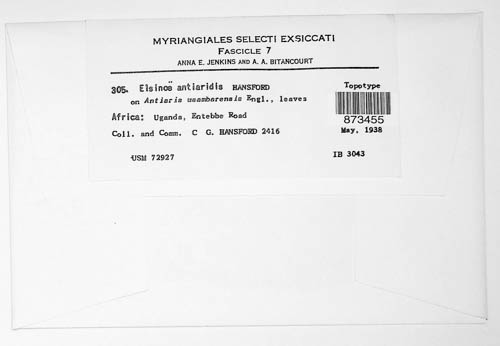 MYRIANGIALES SELECTI EXSICCATI
FASCICLE 7
ANNA E. JENKINS AND A. A. BITANCOURT
305. Elsinoë antiaridis HANSFORD
on Antiaris usambarensis Engl., leaves
Africa: Uganda, Entebbe Road
Coll. and Comm. C G. HANSFORD 2416
USM 72927
Topotype
873455
May, 1938
IB 3043